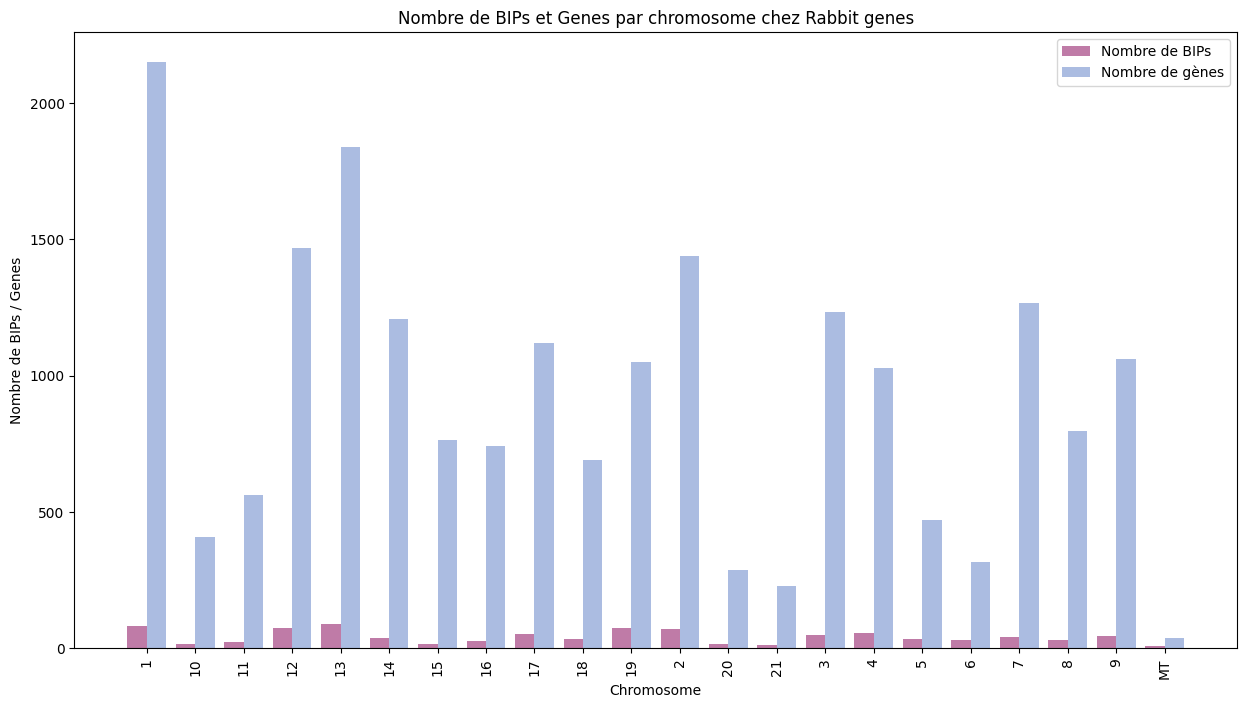 Nombre de BIPs et Genes par chromosome chez Rabbit genes
Nombre de BIPs
Nombre de gènes
Nombre de BIPs / Genes
2000
1500
1000
500
0
1 10 11 12 13 14 15 16 17 18 19 2 20 21 3 4 5 6 7 8 9 MT
Chromosome